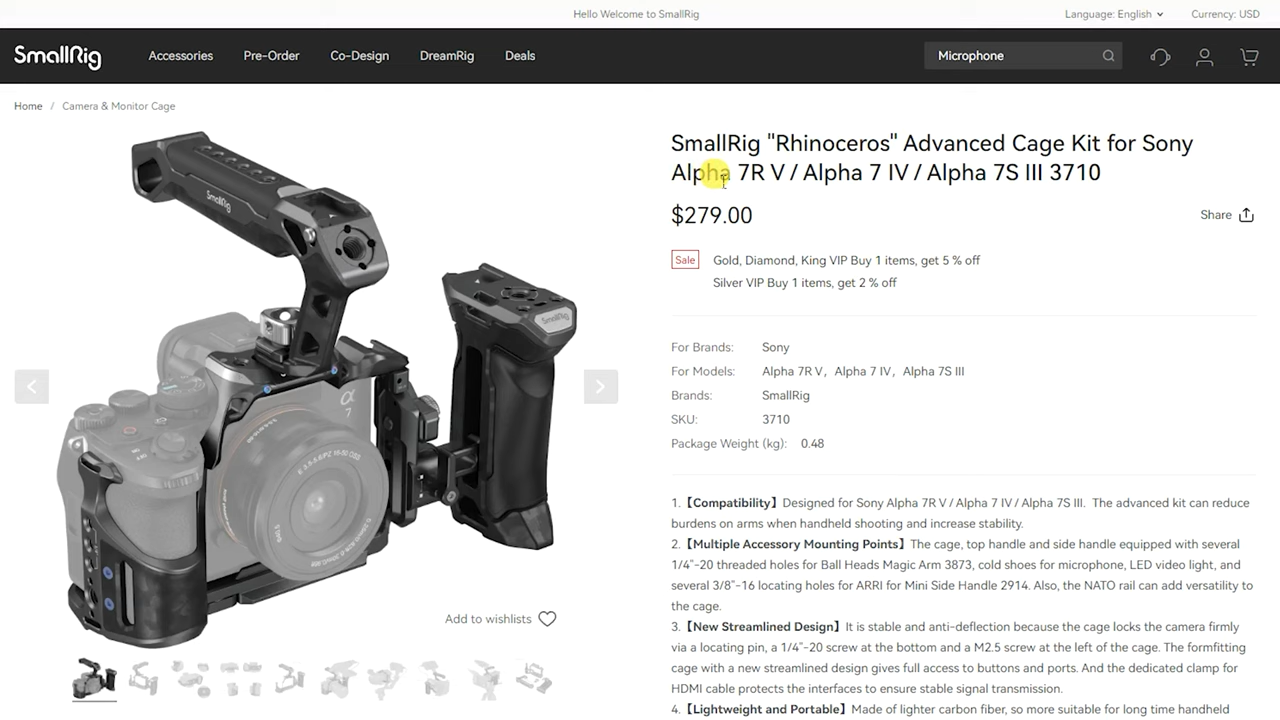 Hello Welcome to SmallRig
Language: English
Currency: USD
SmallRig
Accessories
Pre-Order
Co-Design
DreamRig
Deals
Microphone
Home / Camera & Monitor Cage
SmallRig "Rhinoceros" Advanced Cage Kit for Sony
Alpha 7R V / Alpha 7 IV / Alpha 7S III 3710
$279.00
Share
Sale
Gold, Diamond, King VIP Buy 1 items, get 5 % off
Silver VIP Buy 1 items, get 2 % off
For Brands: Sony
For Models: Alpha 7R V, Alpha 7 IV, Alpha 7S III
Brands: SmallRig
SKU: 3710
Package Weight (kg): 0.48
1.【Compatibility】Designed for Sony Alpha 7R V / Alpha 7 IV / Alpha 7S III. The advanced kit can reduce
burdens on arms when handheld shooting and increase stability.
2.【Multiple Accessory Mounting Points】The cage, top handle and side handle equipped with several
1/4"-20 threaded holes for Ball Heads Magic Arm 3873, cold shoes for microphone, LED video light, and
several 3/8"-16 locating holes for ARRI for Mini Side Handle 2914. Also, the NATO rail can add versatility to
the cage.
3.【New Streamlined Design】It is stable and anti-deflection because the cage locks the camera firmly
via a locating pin, a 1/4"-20 screw at the bottom and a M2.5 screw at the left of the cage. The formfitting
cage with a new streamlined design gives full access to buttons and ports. And the dedicated clamp for
HDMI cable protects the interfaces to ensure stable signal transmission.
4.【Lightweight and Portable】Made of lighter carbon fiber, so more suitable for long time handheld
SmallRig
SmallRig
α
7
Add to wishlists